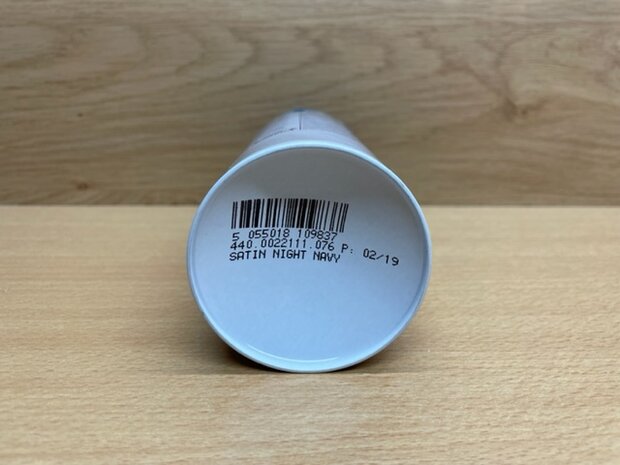 5 055018 109837
440.0022111.076 P: 02/19
SATIN NIGHT NAVY